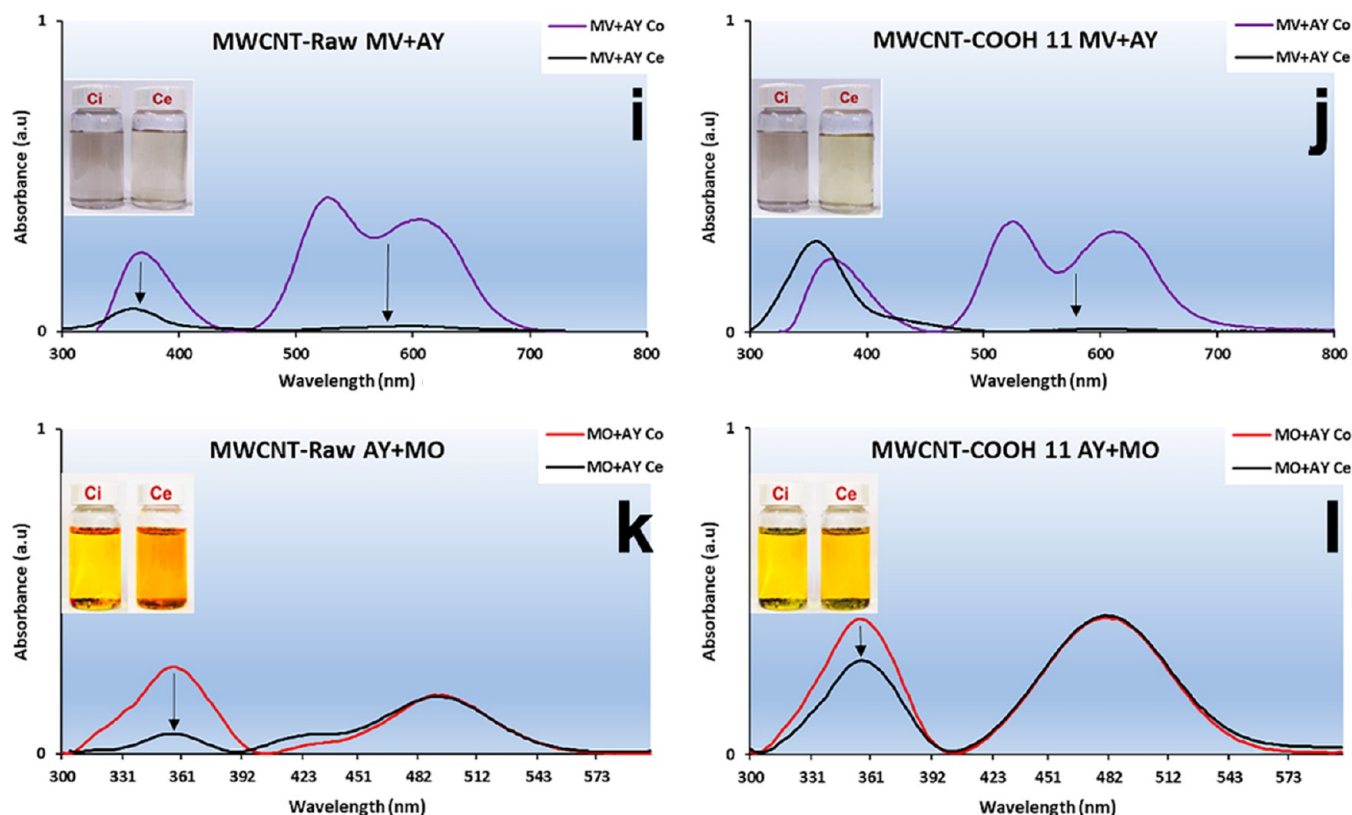 1
MWCNT-Raw MV+AY
MV+AY Co
MV+AY Ce
Ci Ce
i
Absorbance (a.u)
0
300 400 500 600 700 800
Wavelength (nm)
1
MWCNT-COOH 11 MV+AY
MV+AY Co
MV+AY Ce
Ci Ce
j
Absorbance (a.u)
0
300 400 500 600 700 800
Wavelength (nm)
1
MWCNT-Raw AY+MO
MO+AY Co
MO+AY Ce
Ci Ce
k
Absorbance (a.u)
0
300 331 361 392 423 451 482 512 543 573
Wavelength (nm)
1
MWCNT-COOH 11 AY+MO
MO+AY Co
MO+AY Ce
Ci Ce
l
Absorbance (a.u)
0
300 331 361 392 423 451 482 512 543 573
Wavelength (nm)